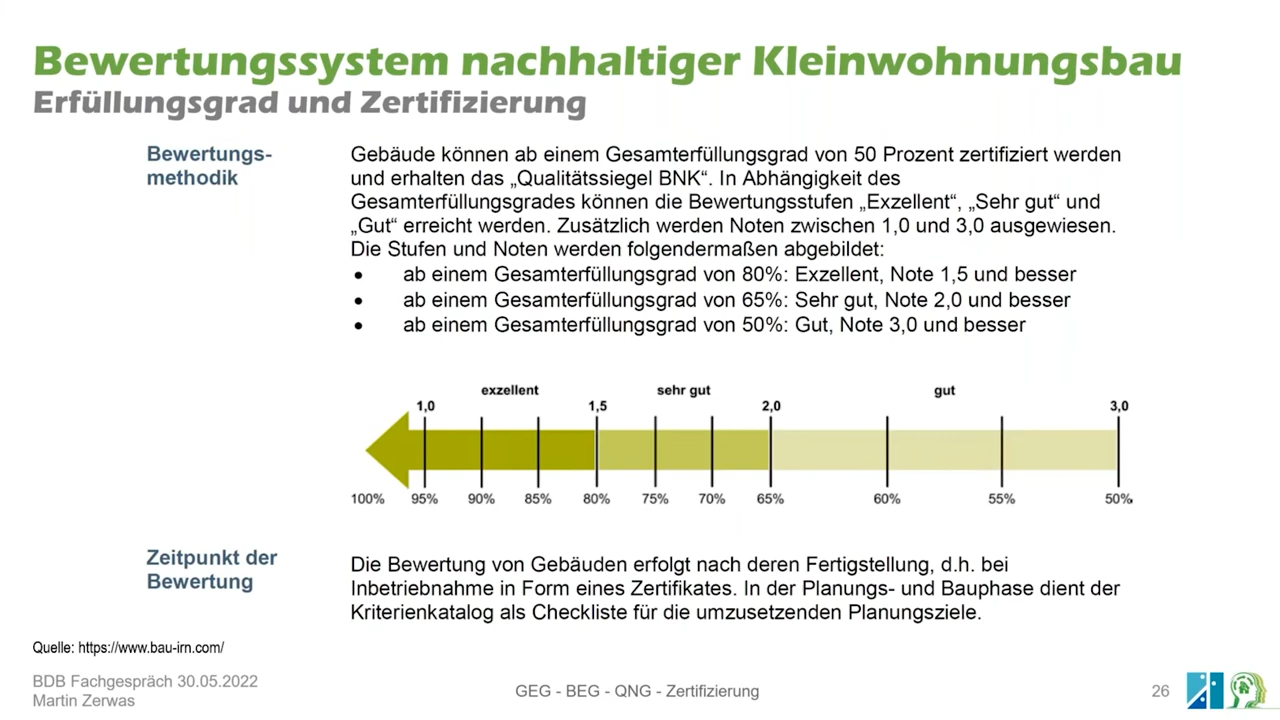 Bewertungssystem nachhaltiger Kleinwohnungsbau
Erfüllungsgrad und Zertifizierung
Bewertungs-
methodik
Gebäude können ab einem Gesamterfüllungsgrad von 50 Prozent zertifiziert werden
und erhalten das „Qualitätssiegel BNK“. In Abhängigkeit des
Gesamterfüllungsgrades können die Bewertungsstufen „Exzellent“, „Sehr gut“ und
„Gut“ erreicht werden. Zusätzlich werden Noten zwischen 1,0 und 3,0 ausgewiesen.
Die Stufen und Noten werden folgendermaßen abgebildet:
• ab einem Gesamterfüllungsgrad von 80%: Exzellent, Note 1,5 und besser
• ab einem Gesamterfüllungsgrad von 65%: Sehr gut, Note 2,0 und besser
• ab einem Gesamterfüllungsgrad von 50%: Gut, Note 3,0 und besser
exzellent sehr gut gut
1,0 1,5 2,0 3,0
100% 95% 90% 85% 80% 75% 70% 65% 60% 55% 50%
Zeitpunkt der
Bewertung
Die Bewertung von Gebäuden erfolgt nach deren Fertigstellung, d.h. bei
Inbetriebnahme in Form eines Zertifikates. In der Planungs- und Bauphase dient der
Kriterienkatalog als Checkliste für die umzusetzenden Planungsziele.
Quelle: https://www.bau-irn.com/
BDB Fachgespräch 30.05.2022
Martin Zerwas
GEG - BEG - QNG - Zertifizierung
26